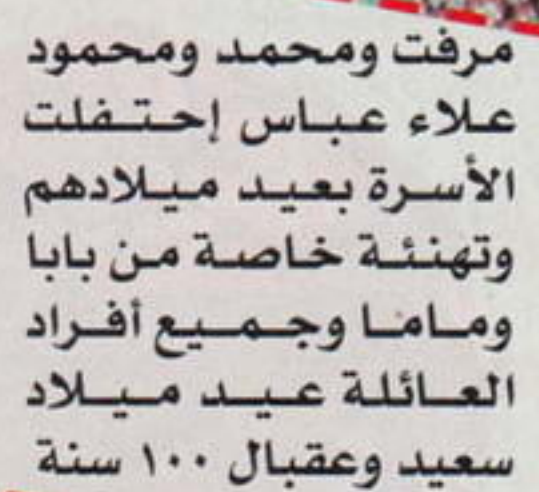 مرفت ومحمد ومحمود
علاء عباس إحتفلت
الأسرة بعيد ميلادهم
وتهنئة خاصة من بابا
وماما وجميع أفراد
العائلة عيد ميلاد
سعيد وعقبال ١٠٠ سنة